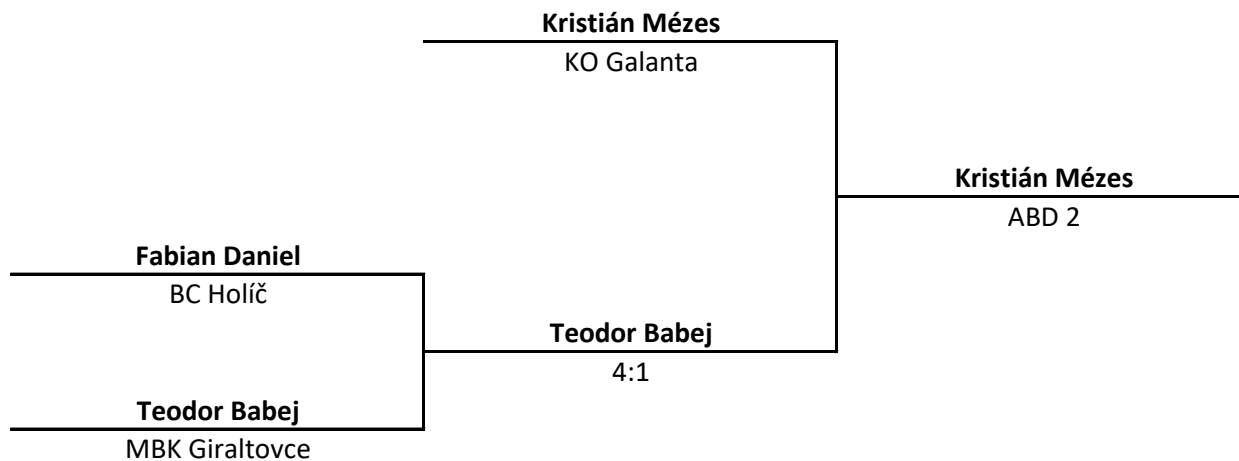 Kristián Mézes
KO Galanta
Kristián Mézes
ABD 2
Fabian Daniel
BC Holíč
Teodor Babej
4:1
Teodor Babej
MBK Giraltovce